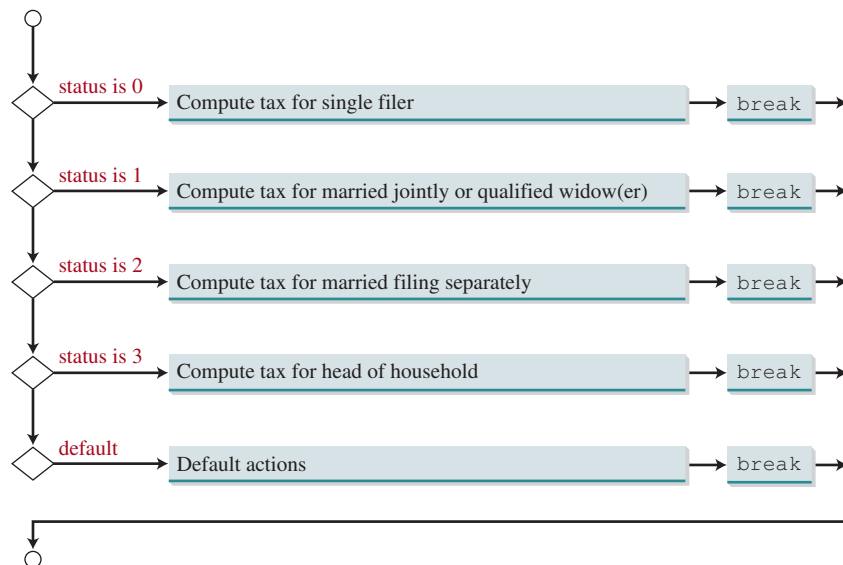 status is 0
Compute tax for single filer
break
status is 1
Compute tax for married jointly or qualified widow(er)
break
status is 2
Compute tax for married filing separately
break
status is 3
Compute tax for head of household
break
default
Default actions
break